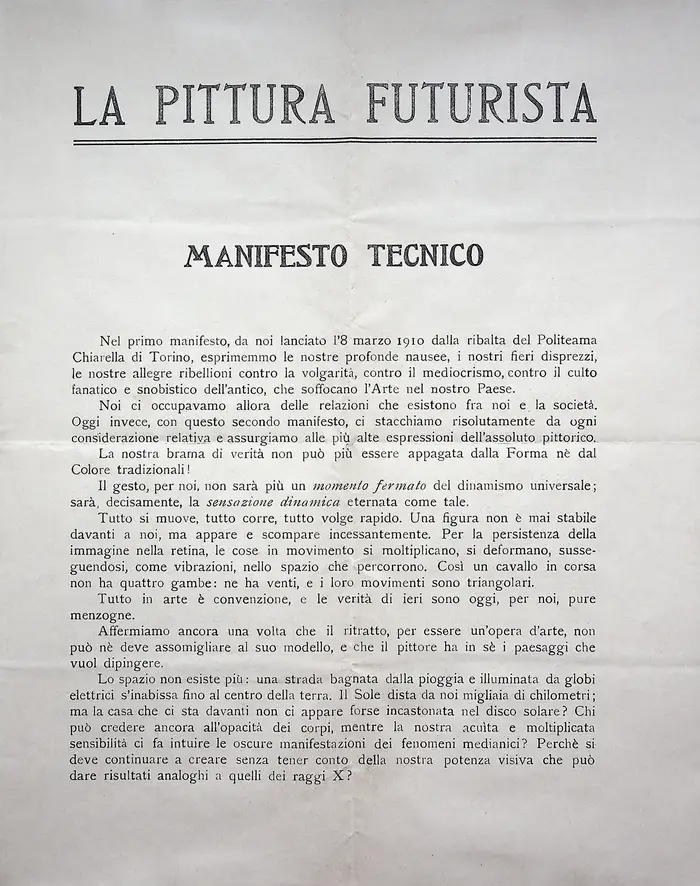 LA PITTURA FUTURISTA
MANIFESTO TECNICO
Nel primo manifesto, da noi lanciato l'8 marzo 1910 dalla ribalta del Politeama
Chiarella di Torino, esprimemmo le nostre profonde nausee, i nostri fieri disprezzi,
le nostre allegre ribellioni contro la volgarità, contro il mediocrismo, contro il culto
fanatico e snobistico dell'antico, che soffocano l'Arte nel nostro Paese.
Noi ci occupavamo allora delle relazioni che esistono fra noi e la società.
Oggi invece, con questo secondo manifesto, ci stacchiamo risolutamente da ogni
considerazione relativa e assurgiamo alle più alte espressioni dell'assoluto pittorico.
La nostra brama di verità non può più essere appagata dalla Forma nè dal
Colore tradizionali!
Il gesto, per noi, non sarà più un momento fermato del dinamismo universale;
sarà, decisamente, la sensazione dinamica eternata come tale.
Tutto si muove, tutto corre, tutto volge rapido. Una figura non è mai stabile
davanti a noi, ma appare e scompare incessantemente. Per la persistenza della
immagine nella retina, le cose in movimento si moltiplicano, si deformano, susse-
guendosi, come vibrazioni, nello spazio che percorrono. Così un cavallo in corsa
non ha quattro gambe: ne ha venti, e i loro movimenti sono triangolari.
Tutto in arte è convenzione, e le verità di ieri sono oggi, per noi, pure
menzogne.
Affermiamo ancora una volta che il ritratto, per essere un'opera d'arte, non
può nè deve assomigliare al suo modello, e che il pittore ha in sè i paesaggi che
vuol dipingere.
Lo spazio non esiste più: una strada bagnata dalla pioggia e illuminata da globi
elettrici s'inabissa fino al centro della terra. Il Sole dista da noi migliaia di chilometri;
ma la casa che ci sta davanti non ci appare forse incastonata nel disco solare? Chi
può credere ancora all'opacità dei corpi, mentre la nostra acuìta e moltiplicata
sensibilità ci fa intuire le oscure manifestazioni dei fenomeni medianici? Perchè si
deve continuare a creare senza tener conto della nostra potenza visiva che può
dare risultati analoghi a quelli dei raggi X?